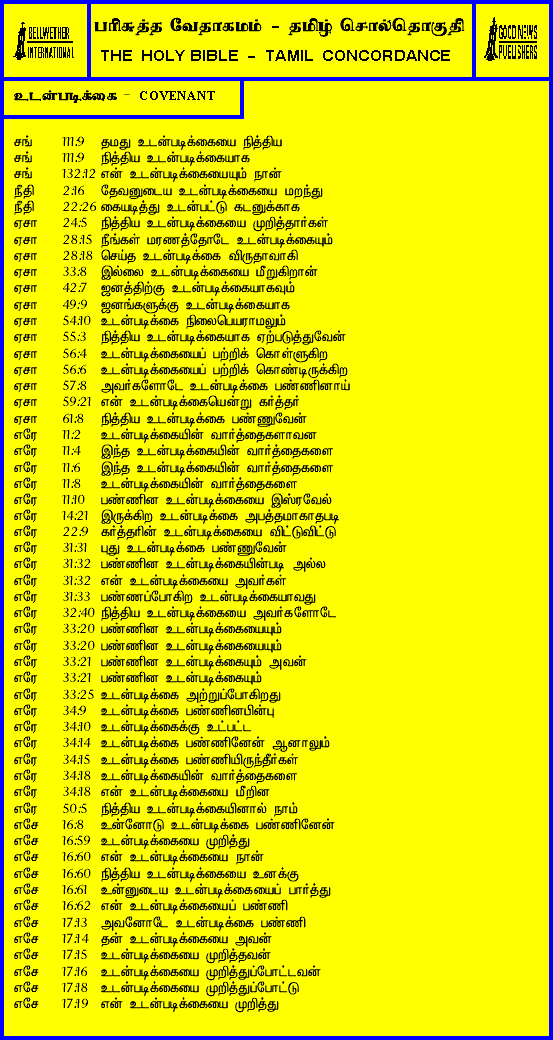 BELLWETHER
INTERNATIONAL
பரிசுத்த வேதாகமம் - தமிழ் சொல்தொகுதி
THE HOLY BIBLE - TAMIL CONCORDANCE
GOOD NEWS
PUBLISHERS
உடன்படிக்கை - COVENANT
சங் 111:9 தமது உடன்படிக்கையை நித்திய
சங் 111:9 நித்திய உடன்படிக்கையாக
சங் 132:12 என் உடன்படிக்கையையும் நான்
நீதி 2:16 தேவனுடைய உடன்படிக்கையை மறந்து
நீதி 22:26 கையடித்து உடன்பட்டு கடனுக்காக
ஏசா 24:5 நித்திய உடன்படிக்கையை முறித்தார்கள்
ஏசா 28:15 நீங்கள் மரணத்தோடே உடன்படிக்கையும்
ஏசா 28:18 செய்த உடன்படிக்கை விருதாவாகி
ஏசா 33:8 இல்லை உடன்படிக்கையை மீறுகிறான்
ஏசா 42:7 ஜனத்திற்கு உடன்படிக்கையாகவும்
ஏசா 49:9 ஜனங்களுக்கு உடன்படிக்கையாக
ஏசா 54:10 உடன்படிக்கை நிலைபெயராமலும்
ஏசா 55:3 நித்திய உடன்படிக்கையாக ஏற்படுத்துவேன்
ஏசா 56:4 உடன்படிக்கையைப் பற்றிக் கொள்ளுகிற
ஏசா 56:6 உடன்படிக்கையைப் பற்றிக் கொண்டிருக்கிற
ஏசா 57:8 அவர்களோடே உடன்படிக்கை பண்ணினாய்
ஏசா 59:21 என் உடன்படிக்கையென்று கர்த்தர்
ஏசா 61:8 நித்திய உடன்படிக்கை பண்ணுவேன்
எரே 11:2 உடன்படிக்கையின் வார்த்தைகளாவன
எரே 11:4 இந்த உடன்படிக்கையின் வார்த்தைகளை
எரே 11:6 இந்த உடன்படிக்கையின் வார்த்தைகளை
எரே 11:8 உடன்படிக்கையின் வார்த்தைகளை
எரே 11:10 பண்ணின உடன்படிக்கையை இஸ்ரவேல்
எரே 14:21 இருக்கிற உடன்படிக்கை அபத்தமாகாதபடி
எரே 22:9 கர்த்தரின் உடன்படிக்கையை விட்டுவிட்டு
எரே 31:31 புது உடன்படிக்கை பண்ணுவேன்
எரே 31:32 பண்ணின உடன்படிக்கையின்படி அல்ல
எரே 31:32 என் உடன்படிக்கையை அவர்கள்
எரே 31:33 பண்ணப்போகிற உடன்படிக்கையாவது
எரே 32:40 நித்திய உடன்படிக்கையை அவர்களோடே
எரே 33:20 பண்ணின உடன்படிக்கையையும்
எரே 33:20 பண்ணின உடன்படிக்கையையும்
எரே 33:21 பண்ணின உடன்படிக்கையும் அவன்
எரே 33:21 பண்ணின உடன்படிக்கையும்
எரே 33:25 உடன்படிக்கை அற்றுப்போகிறது
எரே 34:9 உடன்படிக்கை பண்ணினபின்பு
எரே 34:10 உடன்படிக்கைக்கு உட்பட்ட
எரே 34:14 உடன்படிக்கை பண்ணினேன் ஆனாலும்
எரே 34:15 உடன்படிக்கை பண்ணியிருந்தீர்கள்
எரே 34:18 உடன்படிக்கையின் வார்த்தைகளை
எரே 34:18 என் உடன்படிக்கையை மீறின
எரே 50:5 நித்திய உடன்படிக்கையினால் நாம்
எசே 16:8 உன்னோடு உடன்படிக்கை பண்ணினேன்
எசே 16:59 உடன்படிக்கையை முறித்து
எசே 16:60 என் உடன்படிக்கையை நான்
எசே 16:60 நித்திய உடன்படிக்கையை உனக்கு
எசே 16:61 உன்னுடைய உடன்படிக்கையைப் பார்த்து
எசே 16:62 என் உடன்படிக்கையைப் பண்ணி
எசே 17:13 அவனோடே உடன்படிக்கை பண்ணி
எசே 17:14 தன் உடன்படிக்கையை அவன்
எசே 17:15 உடன்படிக்கையை முறித்தவன்
எசே 17:16 உடன்படிக்கையை முறித்துப்போட்டவன்
எசே 17:18 உடன்படிக்கையை முறித்துப்போட்டு
எசே 17:19 என் உடன்படிக்கையை முறித்து